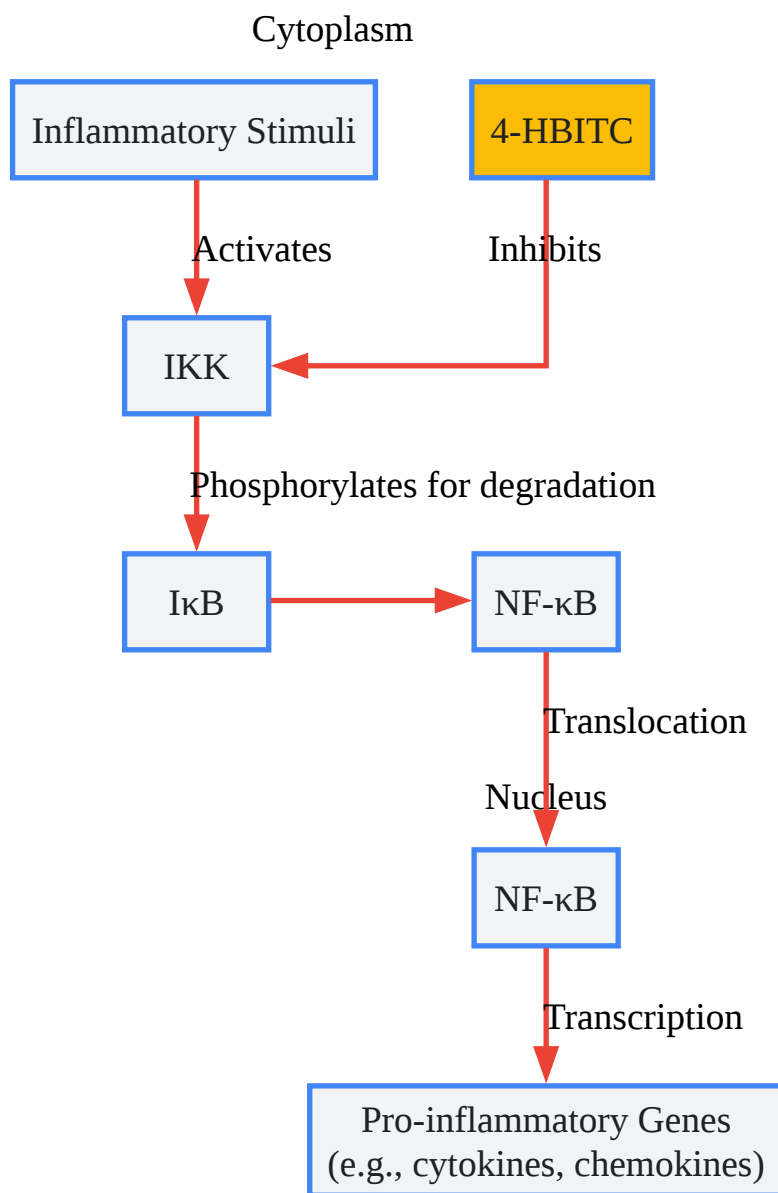 Cytoplasm
Inflammatory Stimuli
4-HBITC
Activates
Inhibits
IKK
Phosphorylates for degradation
IκB
NF-κB
Translocation
Nucleus
NF-κB
Transcription
Pro-inflammatory Genes
(e.g., cytokines, chemokines)